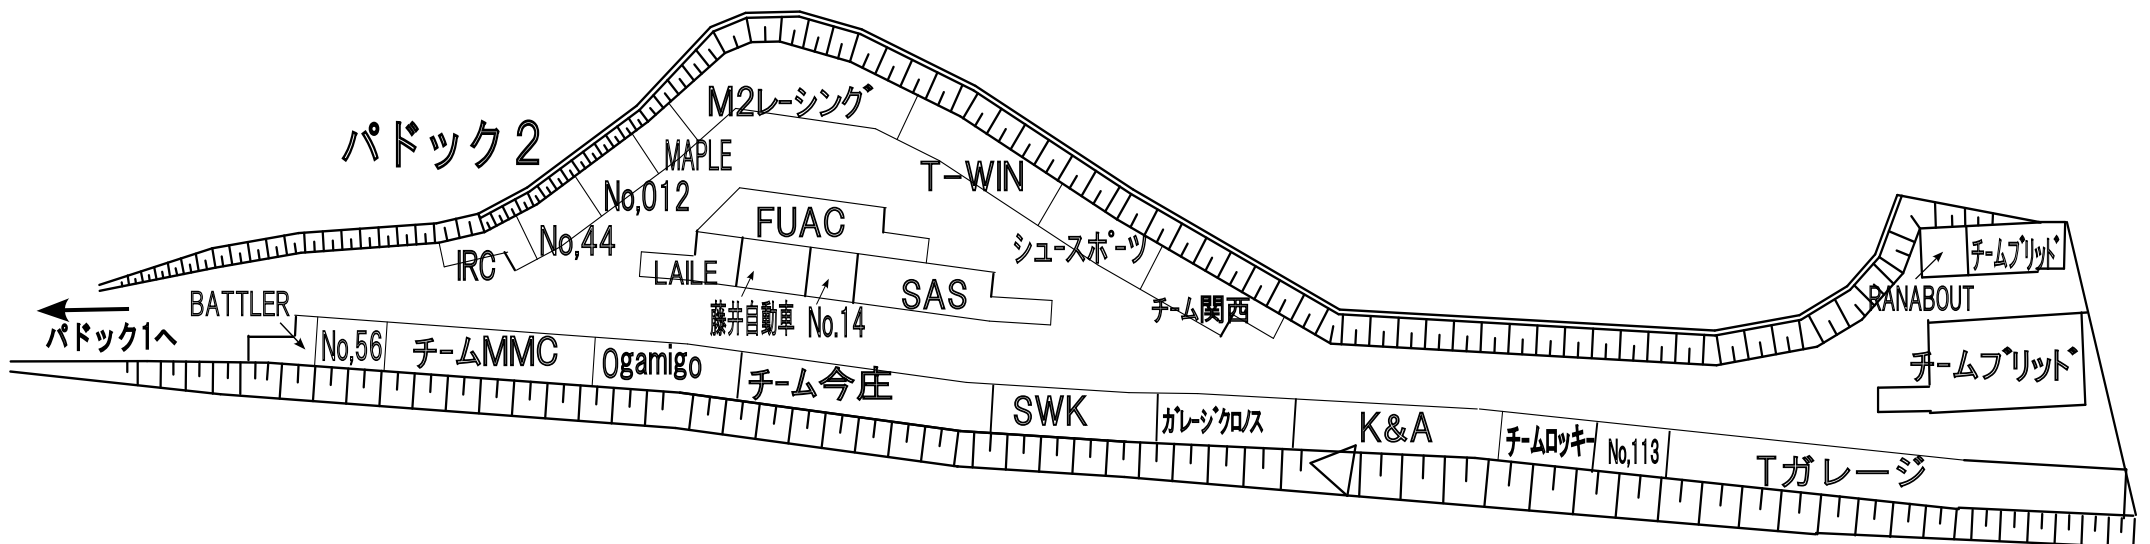 パドック２
M2レーシング
MAPLE
No,012
No,44
IRC
T-WIN
シュースポーツ
チーム関西
FUAC
LAILE
藤井自動車
No.14
SAS
チームブリッド
RANABOUT
チームブリッド
BATTLER
パドック1へ
No,56
チームMMC
Ogamigo
チーム今庄
SWK
ガレージクロノス
K&A
チームロッキー
No,113
Tガレージ